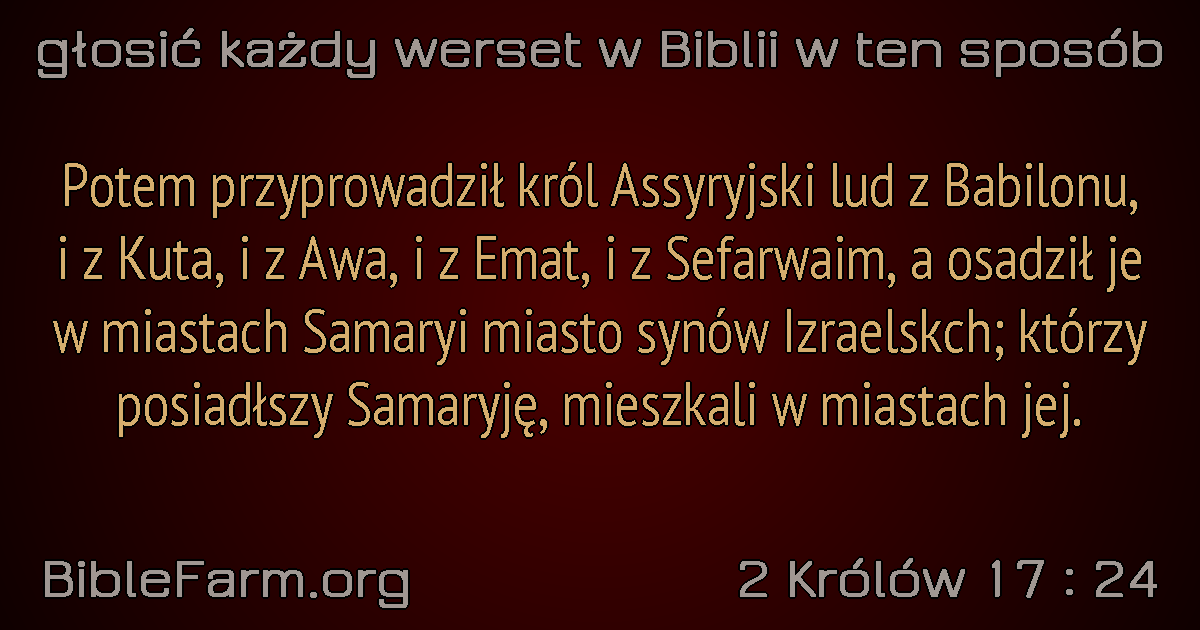 głosić każdy werset w Biblii w ten sposób
Potem przyprowadził król Assyryjski lud z Babilonu,
i z Kuta, i z Awa, i z Emat, i z Sefarwaim, a osadził je
w miastach Samaryi miasto synów Izraelskch; którzy
posiadłszy Samaryję, mieszkali w miastach jej.
BibleFarm.org
2 Królów 17 : 24